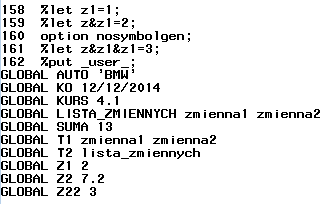 158 %let z1=1;
159 %let z&z1=2;
160 option nosymbolgen;
161 %let z&z1&z1=3;
162 %put _user_;
GLOBAL AUTO 'BMW'
GLOBAL KO 12/12/2014
GLOBAL KURS 4.1
GLOBAL LISTA_ZMIENNYCH zmienna1 zmienna2
GLOBAL SUMA 13
GLOBAL T1 zmienna1 zmienna2
GLOBAL T2 lista_zmiennych
GLOBAL Z1 2
GLOBAL Z2 7.2
GLOBAL Z22 3